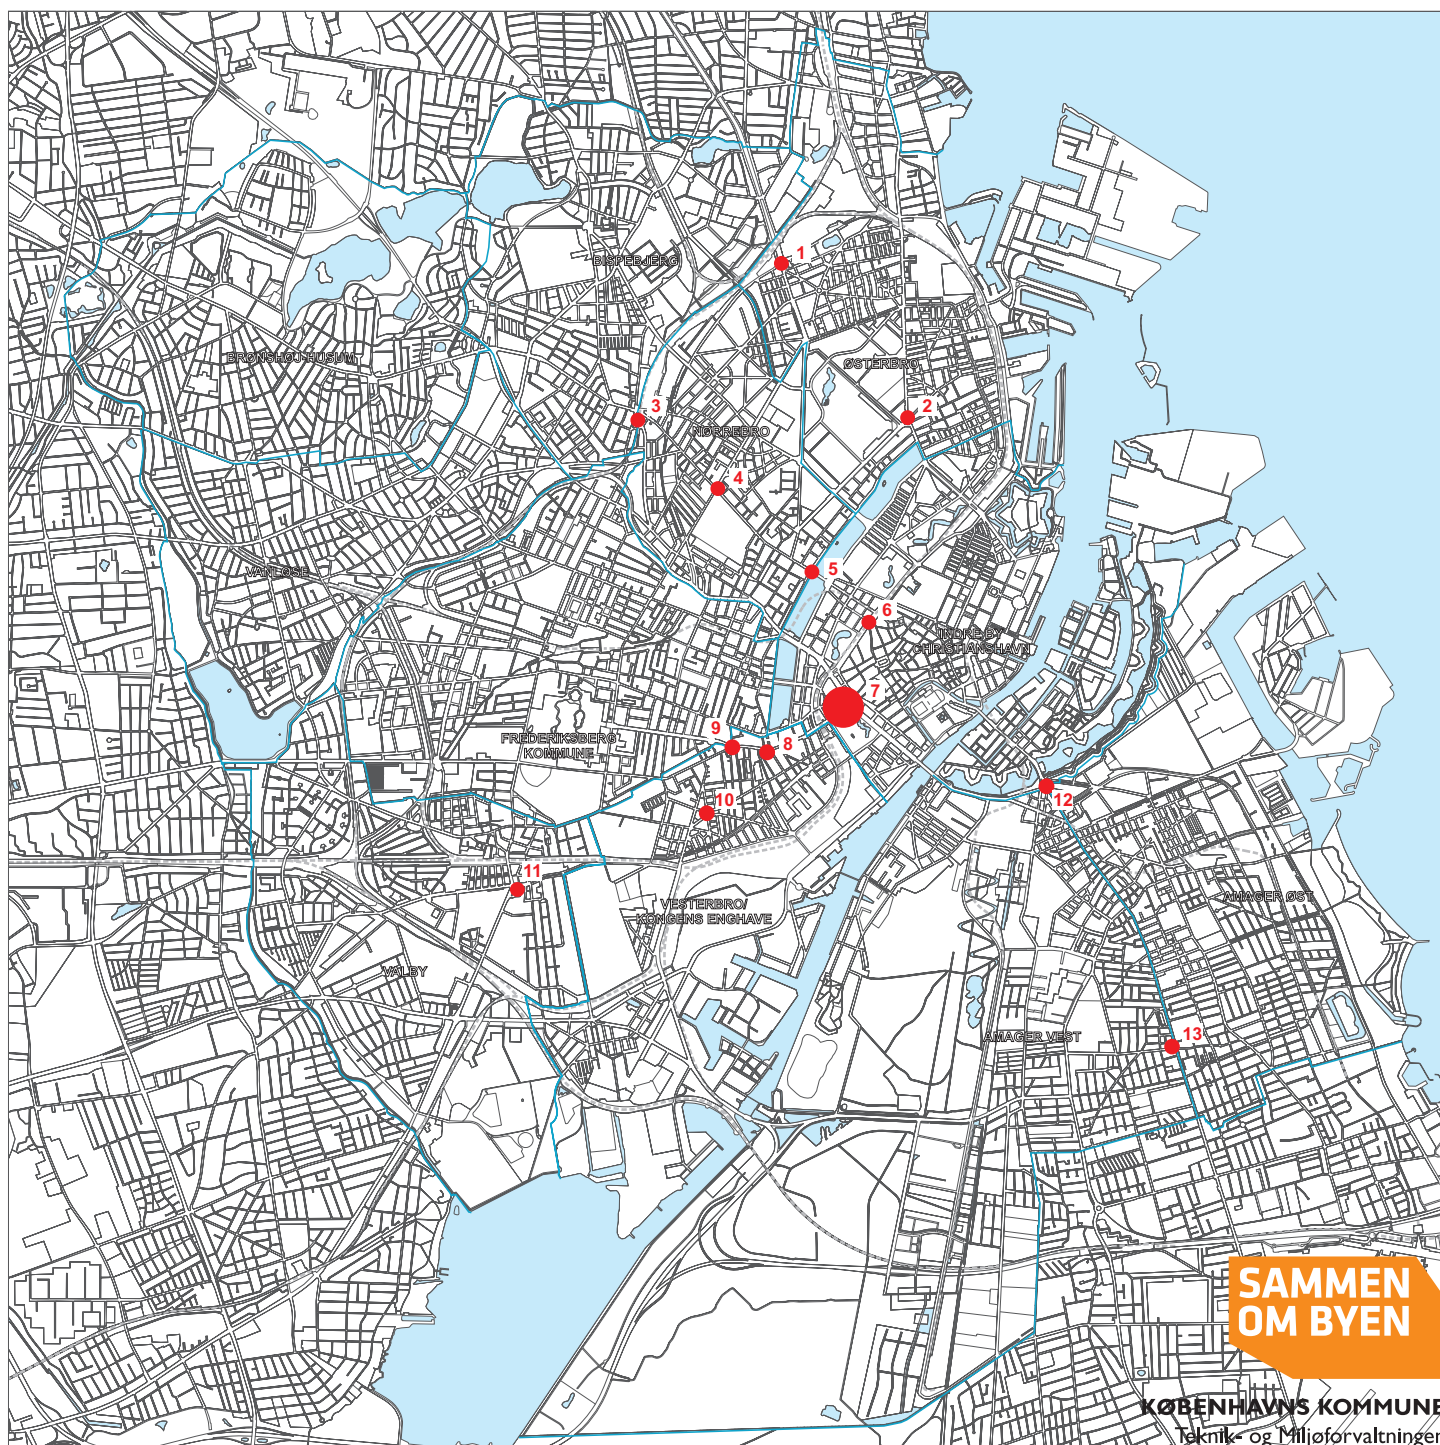 1
BISPEBJERG
BRØNSHØJ-HUSUM
ØSTERBRO
3
2
NØRREBRO
4
VANLØSE
5
6
INDRE BY
CHRISTIANSHAVN
7
FREDERIKSBERG
KOMMUNE
9
8
10
12
11
VESTERBRO/
KONGENS ENGHAVE
AMAGER ØST
VALBY
AMAGER VEST
13
SAMMEN
OM BYEN
KØBENHAVNS KOMMUNE
Teknik- og Miljøforvaltningen